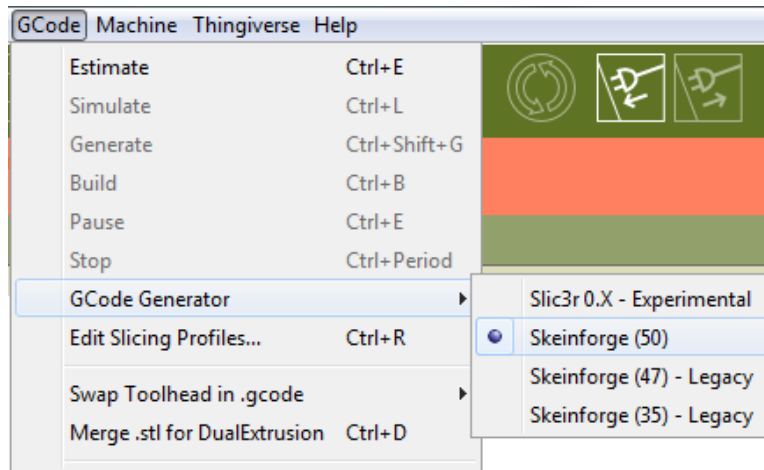 GCode Machine Thingiverse Help
Estimate Ctrl+E
Simulate Ctrl+L
Generate Ctrl+Shift+G
Build Ctrl+B
Pause Ctrl+E
Stop Ctrl+Period
GCode Generator
Slic3r 0.X - Experimental
Edit Slicing Profiles... Ctrl+R
Skeinforge (50)
Skeinforge (47) - Legacy
Swap Toolhead in .gcode
Skeinforge (35) - Legacy
Merge .stl for DualExtrusion Ctrl+D